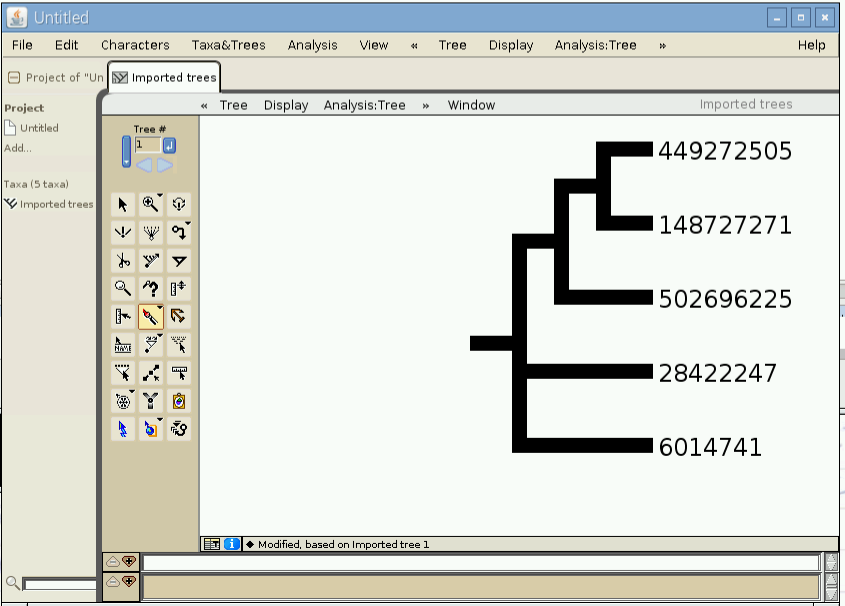 Untitled
File Edit Characters Taxa&Trees Analysis View « Tree Display Analysis:Tree » Help
Project of "Un
Imported trees
« Tree Display Analysis:Tree » Window Imported trees
Project
Untitled
Add...
Taxa (5 taxa)
Imported trees
Tree #
1
NAME
449272505
148727271
502696225
28422247
6014741
Modified, based on Imported tree 1